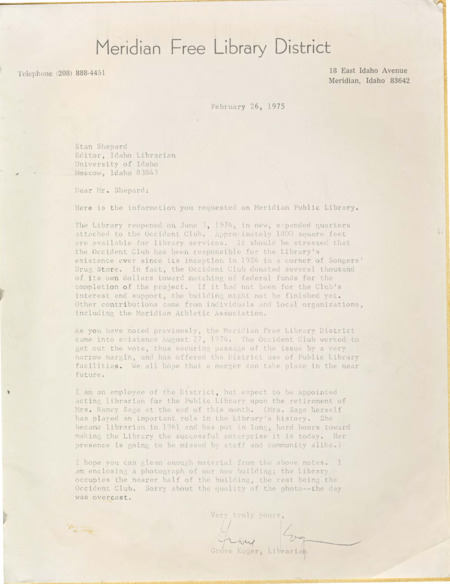 Meridian Free Library District
Telephone (208) 888-4451
18 East Idaho Avenue
Meridian, Idaho 83642
February 26, 1975
Stan Shepard
Editor, Idaho Librarian
University of Idaho
Moscow, Idaho 83843
Dear Mr. Shepard:
Here is the information you requested on Meridian Public Library.
The Library reopened on June 3, 1974, in new, expanded quarters
attached to the Occident Club. Approximately 1800 square feet
are available for library services. It should be stressed that
the Occident Club has been responsible for the Library's
existence ever since its inception in 1924 in a corner of Songers'
Drug Store. In fact, the Occident Club donated several thousand
of its own dollars toward matching of federal funds for the
completion of the project. If it had not been for the Club's
interest and support, the building might not be finished yet.
Other contributions came from individuals and local organizations,
including the Meridian Athletic Association.
As you have noted previously, the Meridian Free Library District
came into existence August 27, 1974. The Occident Club worked to
get out the vote, thus securing passage of the issue by a very
narrow margin, and has offered the District use of Public Library
facilities. We all hope that a merger can take place in the near
future.
I am an employee of the District, but expect to be appointed
acting librarian for the Public Library upon the retirement of
Mrs. Nancy Sage at the end of this month. (Mrs. Sage herself
has played an important role in the Library's history. She
became librarian in 1961 and has put in long, hard hours toward
making the Library the successful enterprise it is today. Her
presence is going to be missed by staff and community alike.)
I hope you can glean enough material from the above notes. I
am enclosing a photograph of our new building; the library
occupies the nearer half of the building, the rest being the
Occident Club. Sorry about the quality of the photo--the day
was overcast.
Very truly yours,
Grove Koger
Grove Koger, Librarian